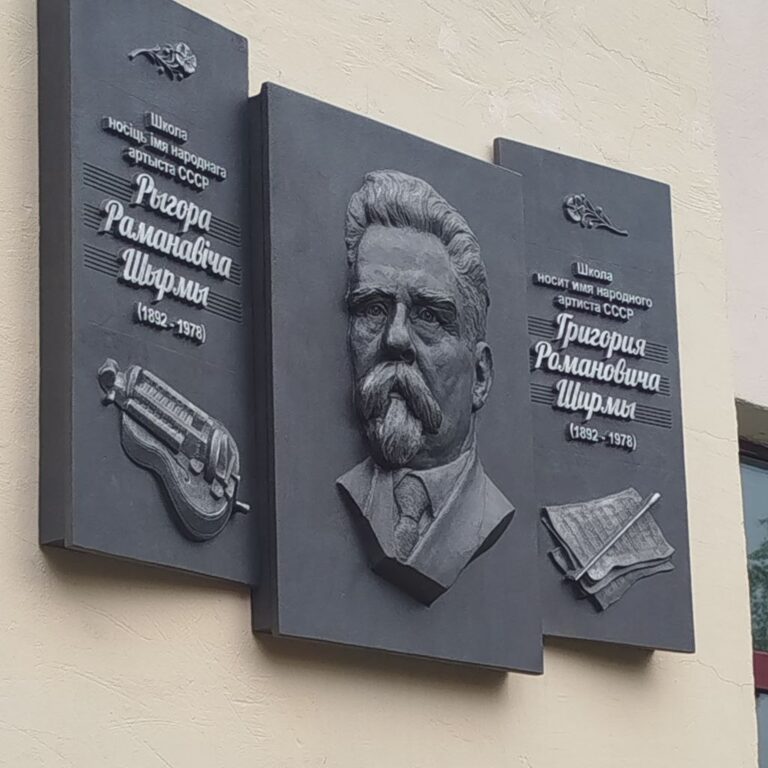 Школа
носіць імя народнага
артыста СССР
Рыгора
Раманавіча
Шырмы
(1892 - 1978)
Школа
носит имя народного
артиста СССР
Григория
Романовича
Ширмы
(1892 - 1978)